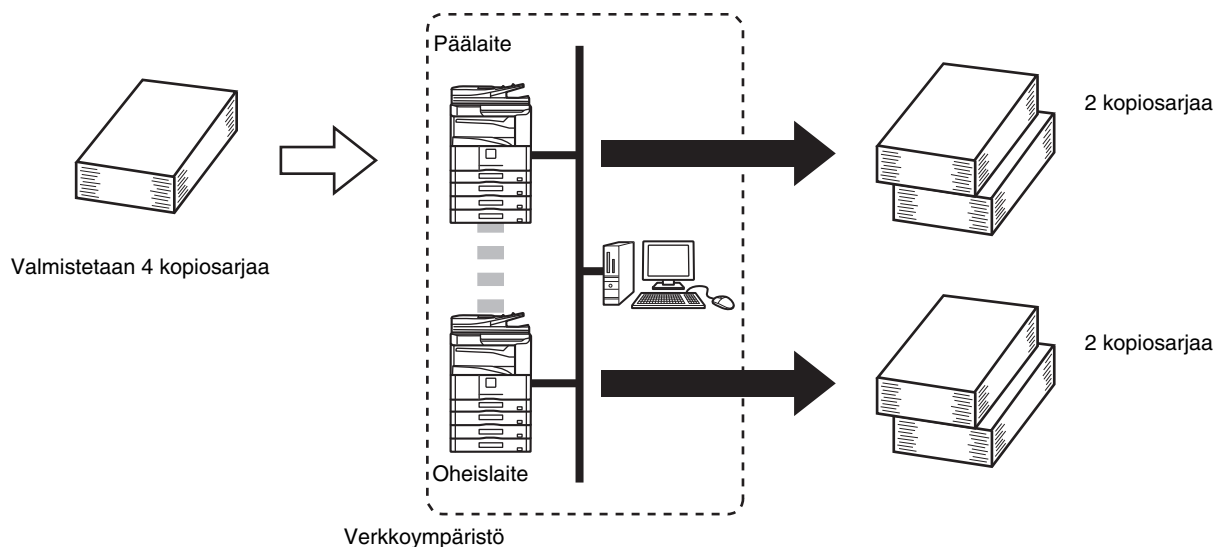 Päälaite
2 kopiosarjaa
Valmistetaan 4 kopiosarjaa
2 kopiosarjaa
Oheislaite
Verkkoympäristö